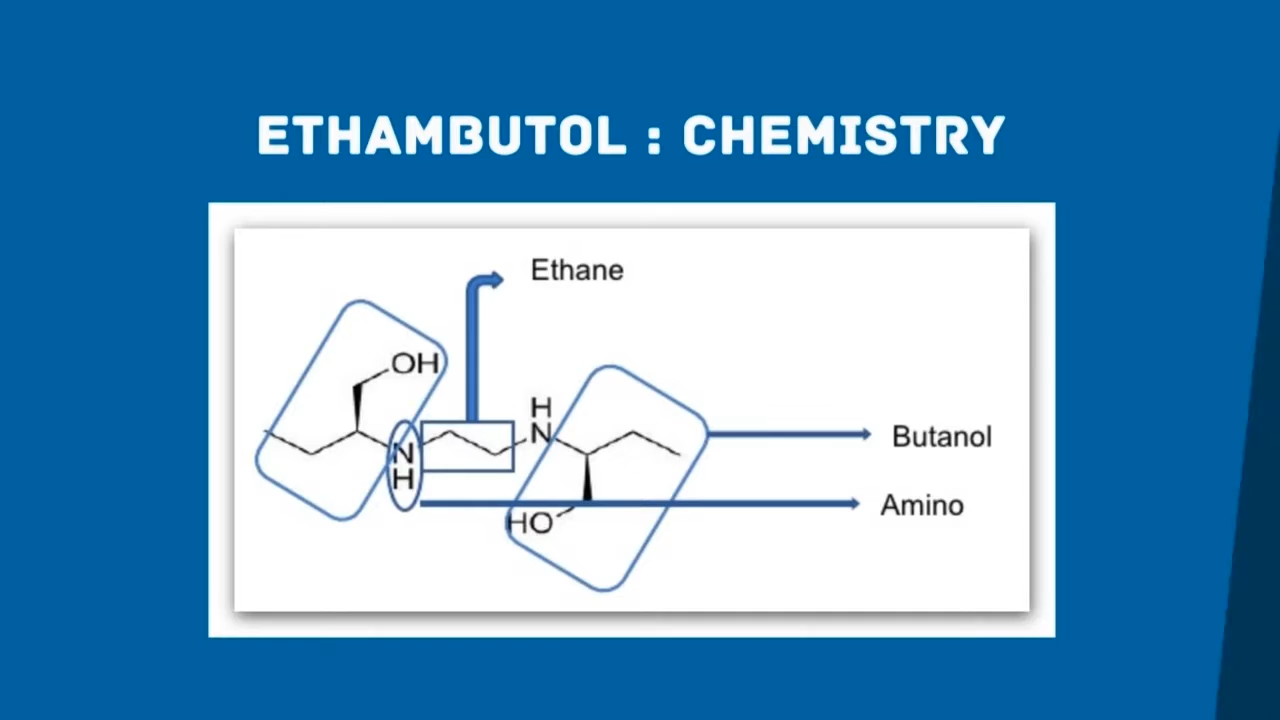 ETHAMBUTOL : CHEMISTRY
Ethane
OH
H
N
N
H
Butanol
Amino
HO